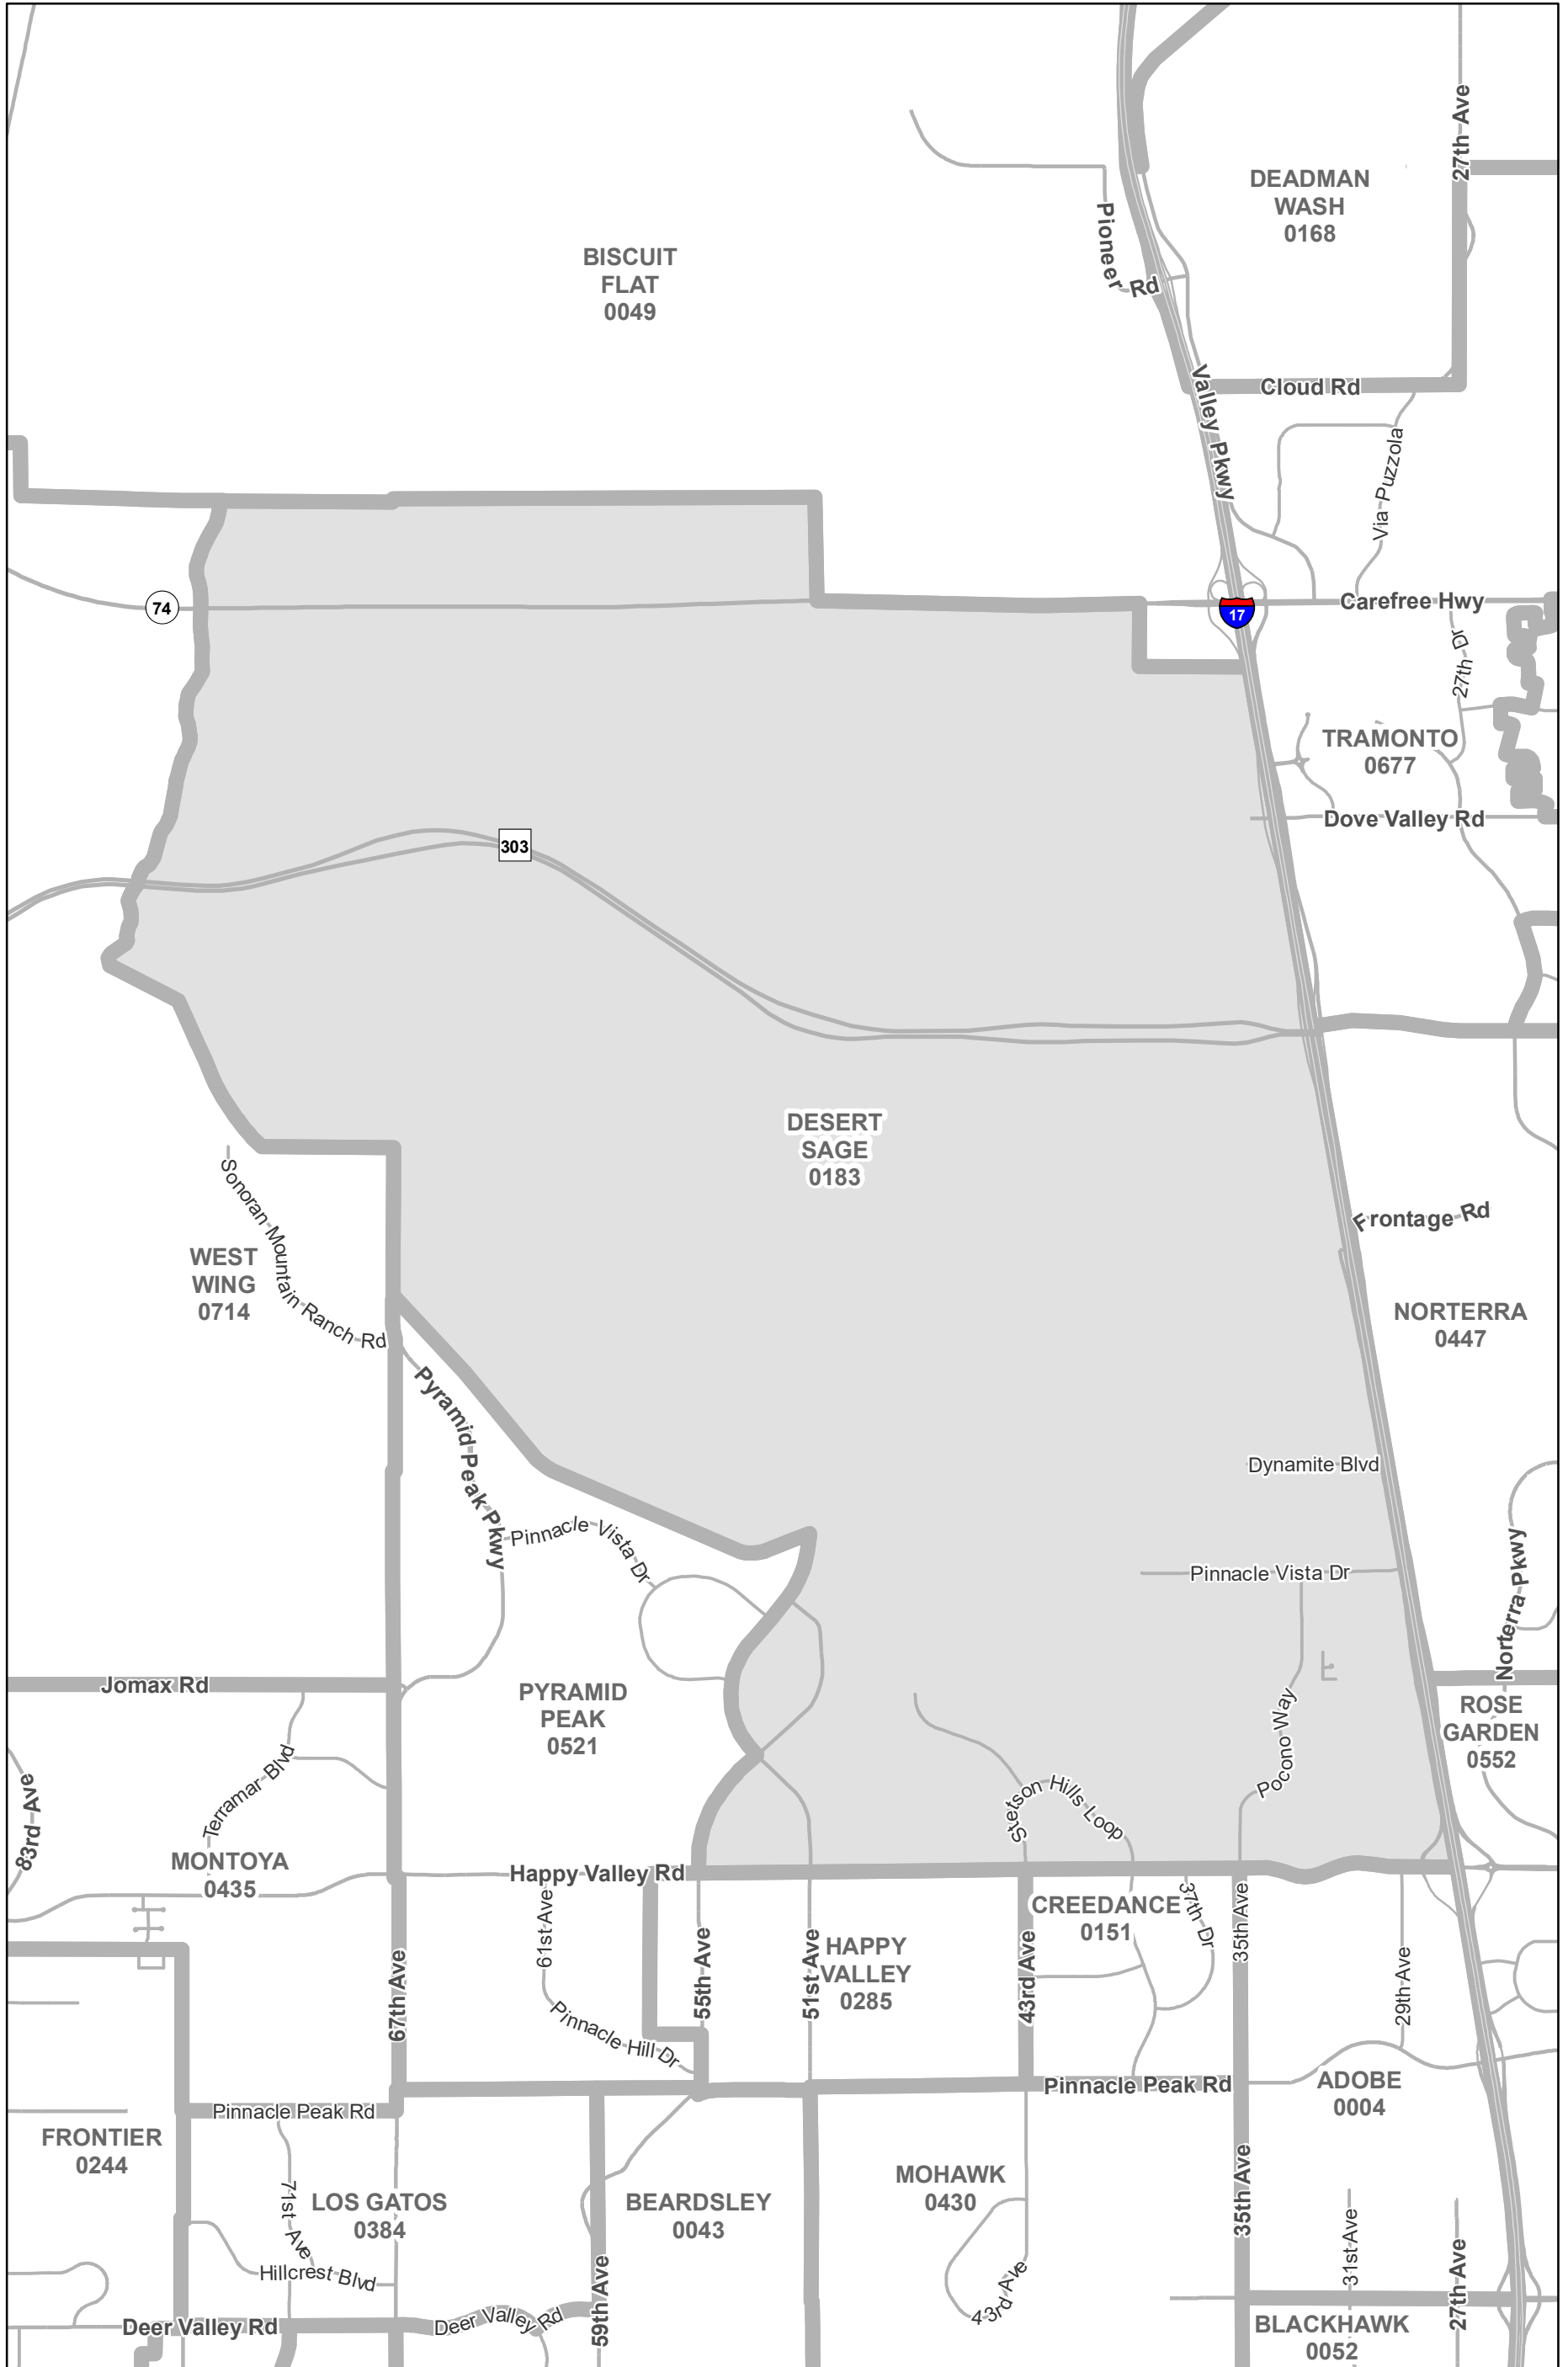 27th Ave
DEADMAN
WASH
0168
Pioneer Rd
BISCUIT
FLAT
0049
Valley Pkwy
Cloud Rd
Via Puzzola
74
Carefree Hwy
17
27th Dr
TRAMONTO
0677
Dove Valley Rd
303
DESERT
SAGE
0183
Sonoran Mountain Ranch Rd
Frontage Rd
WEST
WING
0714
NORTERRA
0447
Pyramid Peak Pkwy
Dynamite Blvd
Pinnacle Vista Dr
Pinnacle Vista Dr
Norterra Pkwy
Jomax Rd
PYRAMID
PEAK
0521
ROSE
GARDEN
0552
Pocono Way
Terramar Blvd
83rd Ave
Stetson Hills Loop
MONTOYA
0435
Happy Valley Rd
61st Ave
CREEDANCE
0151
37th Dr
35th Ave
67th Ave
55th Ave
51st Ave
HAPPY
VALLEY
0285
43rd Ave
29th Ave
Pinnacle Hill Dr
Pinnacle Peak Rd
ADOBE
0004
Pinnacle Peak Rd
FRONTIER
0244
MOHAWK
0430
35th Ave
71st Ave
LOS GATOS
0384
BEARDSLEY
0043
31st Ave
27th Ave
Hillcrest Blvd
59th Ave
43rd Ave
Deer Valley Rd
Deer Valley Rd
BLACKHAWK
0052